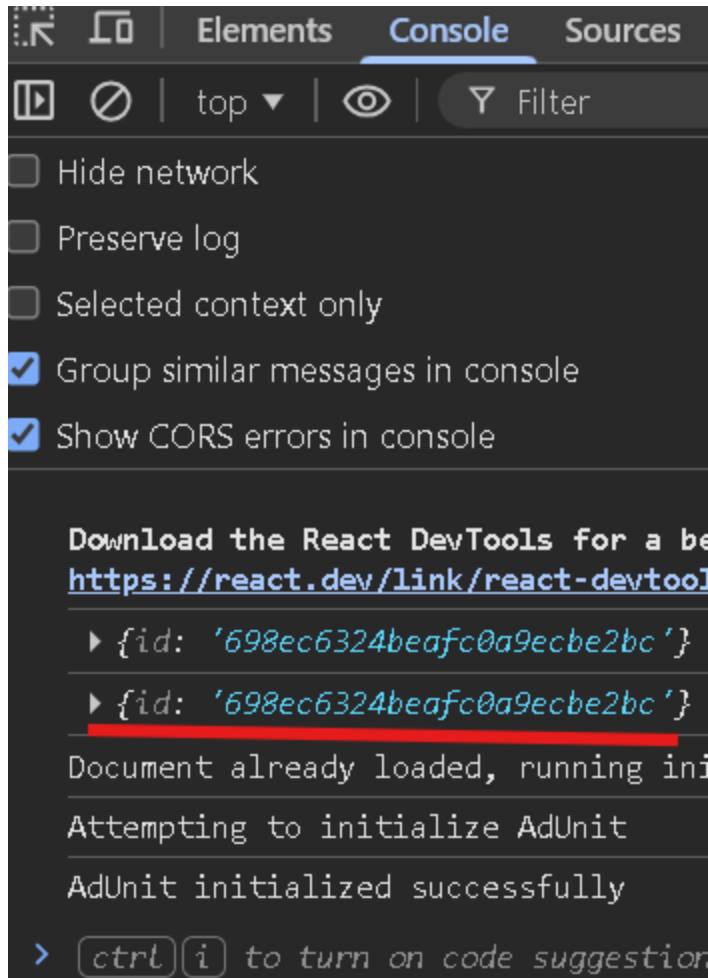 Elements Console Sources
top Filter
Hide network
Preserve log
Selected context only
Group similar messages in console
Show CORS errors in console
Download the React DevTools for a be
https://react.dev/link/react-devtool
{id: '698ec6324beafc0a9ecbe2bc'}
{id: '698ec6324beafc0a9ecbe2bc'}
Document already loaded, running ini
Attempting to initialize AdUnit
AdUnit initialized successfully
ctrl i to turn on code suggestion